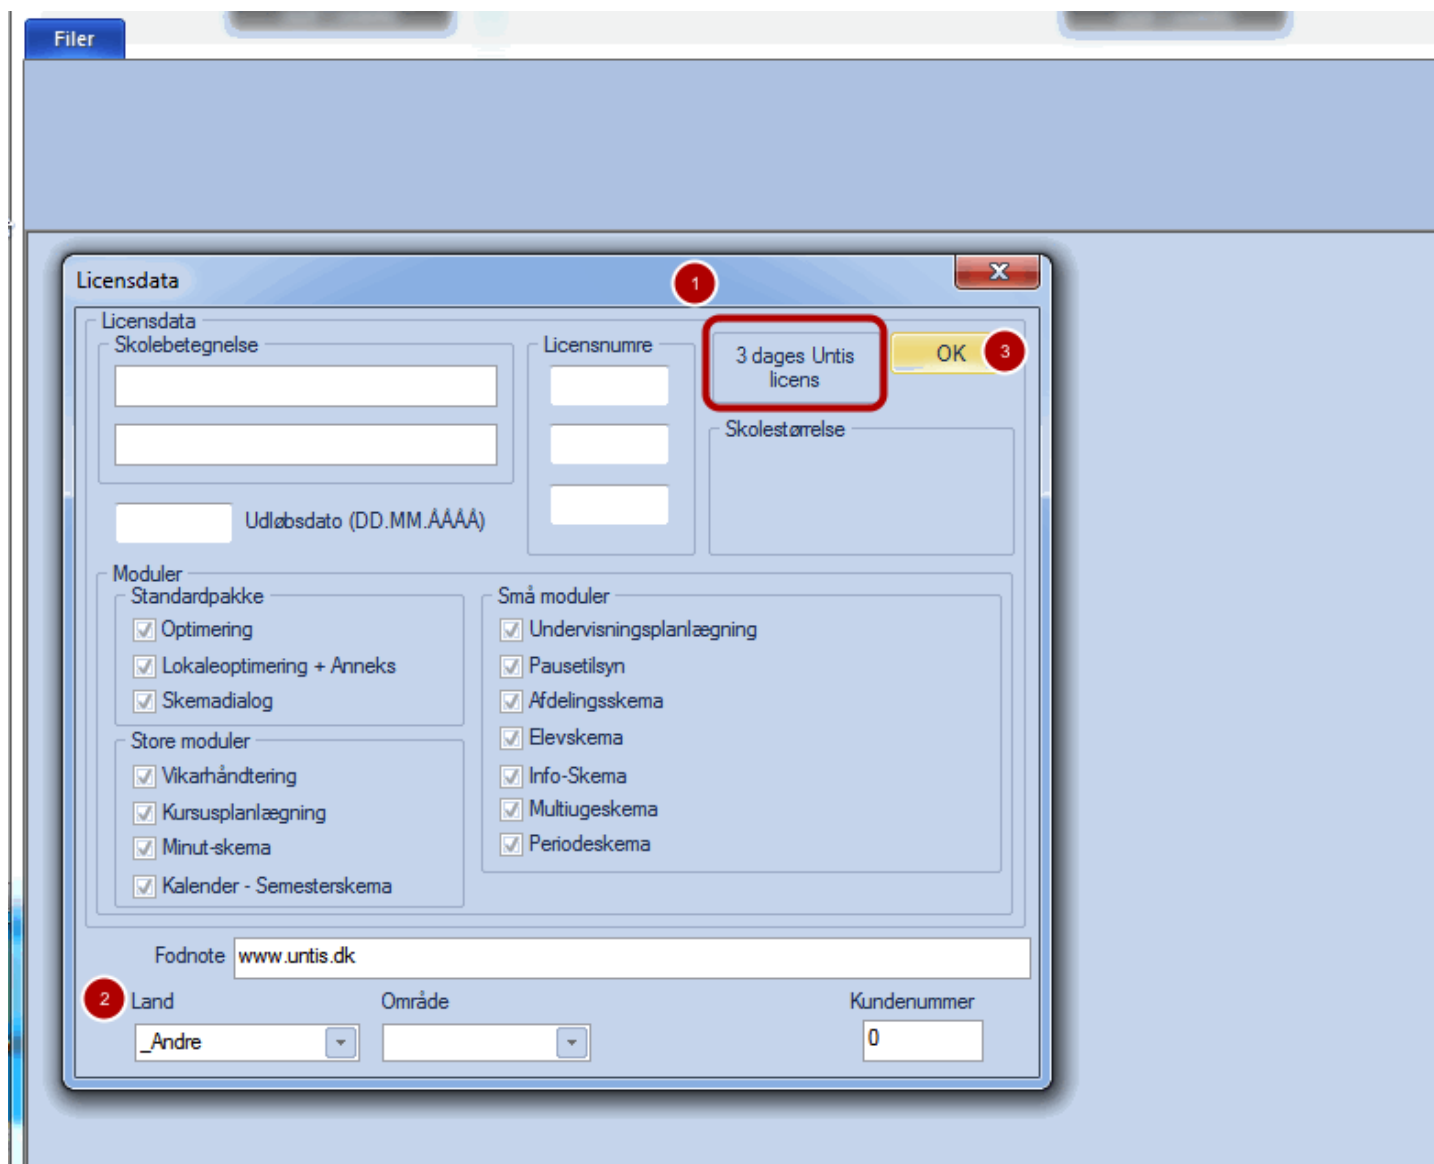 Filer
Licensdata
1
Licensdata
Skolebetegnelse
Licensnumre
3 dages Untis
licens
OK
3
Skolestørrelse
Udløbsdato (DD.MM.ÅÅÅÅ)
Moduler
Standardpakke
Optimering
Lokaleoptimering + Anneks
Skemadialog
Store moduler
Vikarhåndtering
Kursusplanlægning
Minut-skema
Kalender - Semesterskema
Små moduler
Undervisningsplanlægning
Pausetilsyn
Afdelingsskema
Elevskema
Info-Skema
Multiugeskema
Periodeskema
Fodnote www.untis.dk
2
Land
Område
Kundenummer
_Andre
0